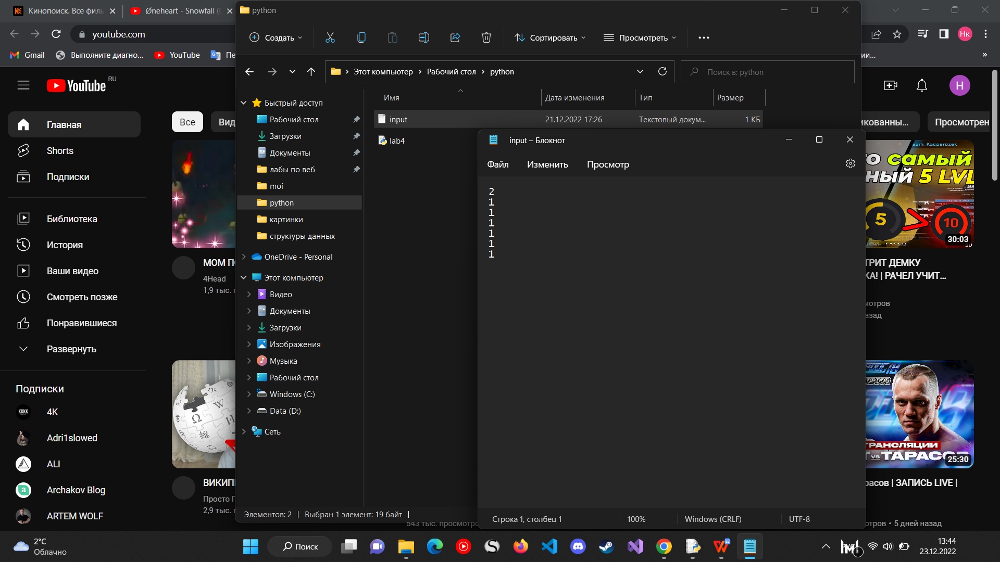 Кинопоиск. Все филь
Øneheart - Snowfall (
python
youtube.com
Создать
Сортировать
Просмотреть
Нк
Gmail
Выполните диагно...
YouTube
Пе
ии...
»
Этот компьютер
Рабочий стол
python
Поиск в: python
YouTube
RU
H
Имя
Дата изменения
Тип
Размер
Быстрый доступ
Рабочий стол
Загрузки
Документы
лабы по веб
moi
python
картинки
структуры данных
OneDrive - Personal
Этот компьютер
Видео
Документы
Загрузки
Изображения
Музыка
Рабочий стол
Windows (C:)
Data (D:)
Сеть
input
21.12.2022 17:26
Текстовый докум...
1 КБ
lab4
input – Блокнот
Файл
Изменить
Просмотр
2
1
1
1
1
1
1
Строка 1, столбец 1
100%
Windows (CRLF)
UTF-8
Элементов: 2
Выбран 1 элемент: 19 байт
Главная
Shorts
Подписки
Библиотека
История
Ваши видео
Смотреть позже
Понравившиеся
Развернуть
Подписки
4K
Adri1slowed
ALI
Archakov Blog
ARTEM WOLF
Все
Вид
икованны...
Просмотрен
МОМ П
4Head
1,9 тыс. г
ВИКИП
Просто П
2,9 тыс.
543 тыс. просмотро
eam Kacperozek
О САМЫЙ
НЫЙ 5 LVL
5
10
30:03
ТРИТ ДЕМКУ
КА! | РАЧЕЛ УЧИТ...
мотров
азад
TOP DOG
ТРАНСЛЯЦИИ
Т VS ТАРАСОВ
25:30
расов | ЗАПИСЬ LIVE |
отров • 5 дней назад
2°C
Облачно
Поиск
13:44
23.12.2022